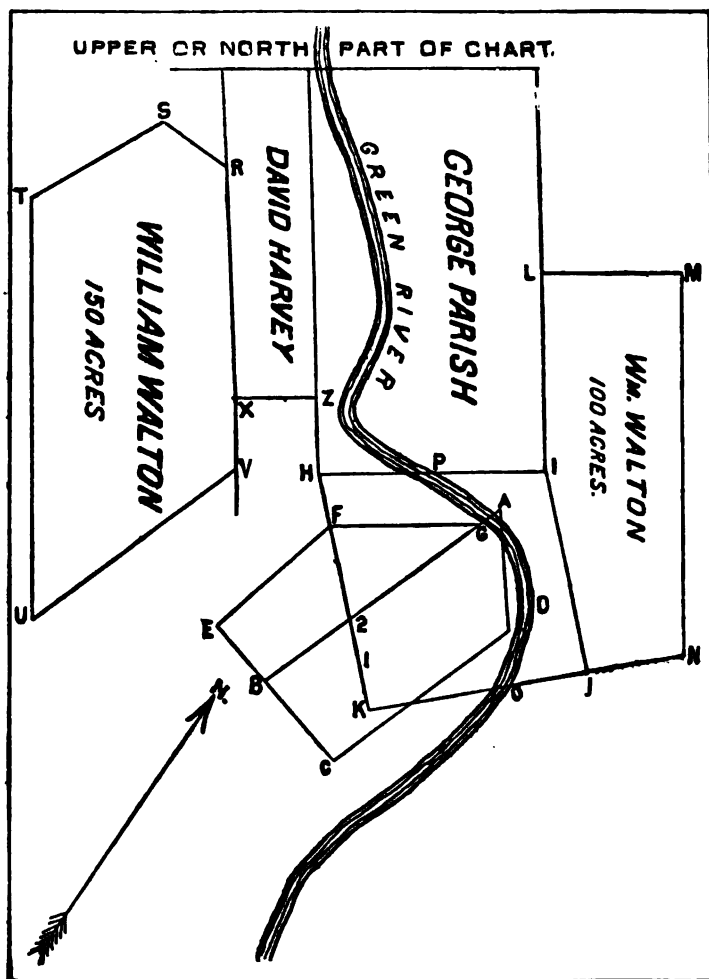 UPPER OR NORTH PART OF CHART.
S
T
R
DAVID HARVEY
GREEN RIVER
GEORGE PARISH
L
M
WILLIAM WALTON
150 ACRES
Wm. WALTON
100 ACRES.
X
Z
V
H
P
I
A
F
G
U
E
2
D
1
B
N
N.
K
O
J
C